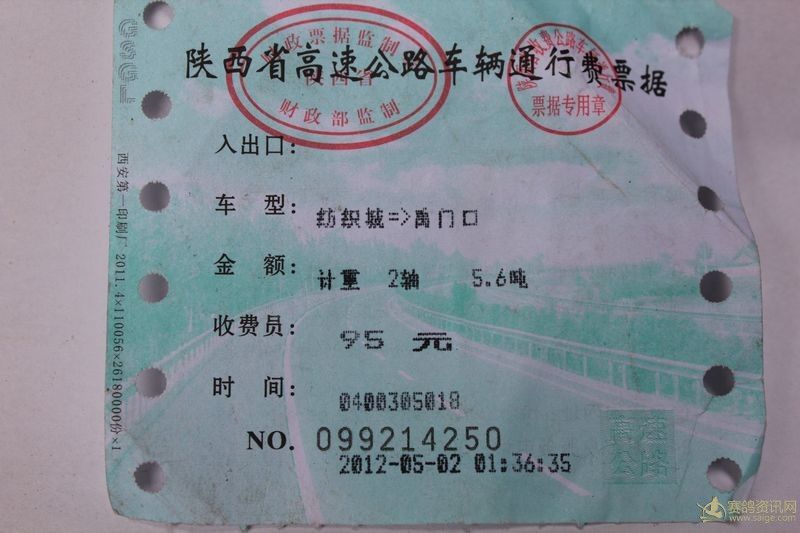 陕西省高速公路车辆通行费票据
财政票据监制
陕西省
财政部监制
票据专用章
入出口：
车　型：
纺织城=>禹门口
金　额：
计重 2轴 5.6吨
收费员：
95 元
时　间：
0400305018
NO. 099214250
2012-05-02 01:36:35
高速
公路
西安第一印刷厂 2011.4×110056×26180000份×1
赛鸽资讯网
www.saige.com